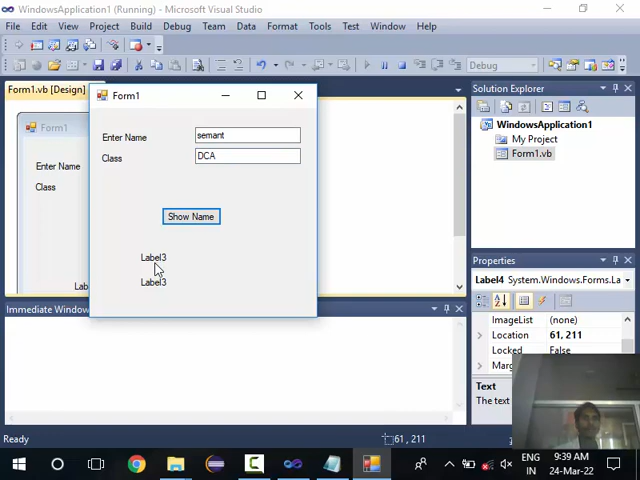 WindowsApplication1 (Running) - Microsoft Visual Studio
File Edit View Project Build Debug Team Data Format Tools Test Window Help
Debug
Form1.vb [Design]
Form1
Enter Name
Class
Form1
Enter Name
semant
Class
DCA
Show Name
Label3
Label3
Solution Explorer
WindowsApplication1
My Project
Form1.vb
Properties
Label4 System.Windows.Forms.La
ImageList (none)
Location 61, 211
Locked False
Text
The text
Immediate Window
Ready
61 , 211
ENG
IN
9:39 AM
24-Mar-22